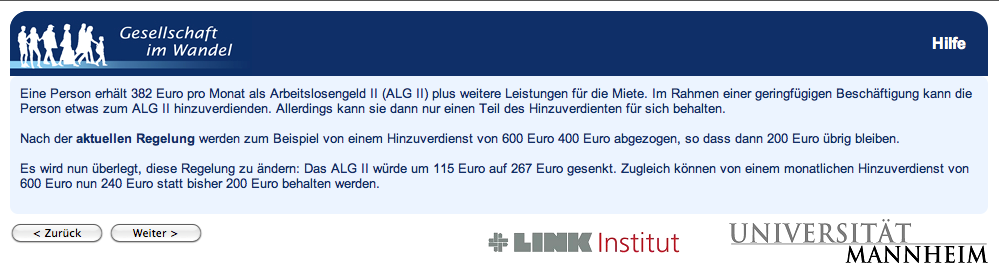 Gesellschaft
im Wandel
Hilfe
Eine Person erhält 382 Euro pro Monat als Arbeitslosengeld II (ALG II) plus weitere Leistungen für die Miete. Im Rahmen einer geringfügigen Beschäftigung kann die
Person etwas zum ALG II hinzuverdienden. Allerdings kann sie dann nur einen Teil des Hinzuverdienten für sich behalten.
Nach der aktuellen Regelung werden zum Beispiel von einem Hinzuverdienst von 600 Euro 400 Euro abgezogen, so dass dann 200 Euro übrig bleiben.
Es wird nun überlegt, diese Regelung zu ändern: Das ALG II würde um 115 Euro auf 267 Euro gesenkt. Zugleich können von einem monatlichen Hinzuverdienst von
600 Euro nun 240 Euro statt bisher 200 Euro behalten werden.
< Zurück
Weiter >
LINK Institut
UNIVERSITÄT
MANNHEIM